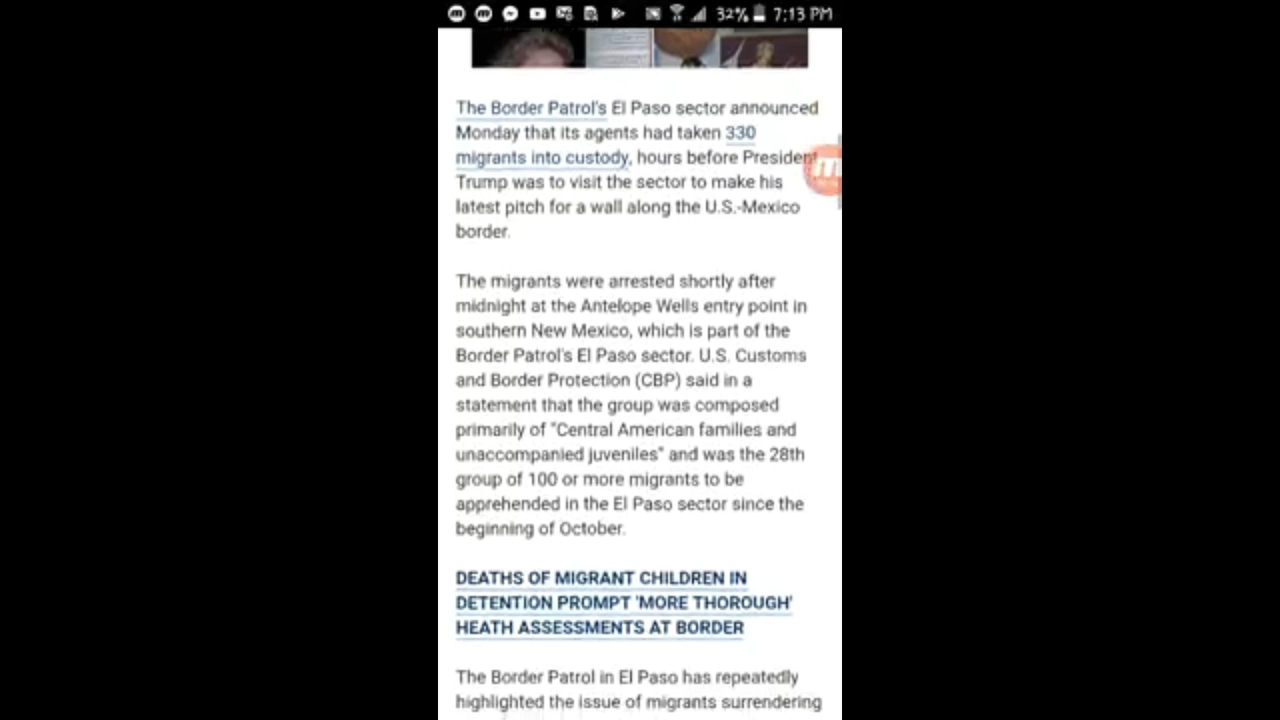 32% 7:13 PM
The Border Patrol's El Paso sector announced
Monday that its agents had taken 330
migrants into custody, hours before President
Trump was to visit the sector to make his
latest pitch for a wall along the U.S.-Mexico
border.
The migrants were arrested shortly after
midnight at the Antelope Wells entry point in
southern New Mexico, which is part of the
Border Patrol's El Paso sector. U.S. Customs
and Border Protection (CBP) said in a
statement that the group was composed
primarily of "Central American families and
unaccompanied juveniles" and was the 28th
group of 100 or more migrants to be
apprehended in the El Paso sector since the
beginning of October.
DEATHS OF MIGRANT CHILDREN IN
DETENTION PROMPT 'MORE THOROUGH'
HEATH ASSESSMENTS AT BORDER
The Border Patrol in El Paso has repeatedly
highlighted the issue of migrants surrendering